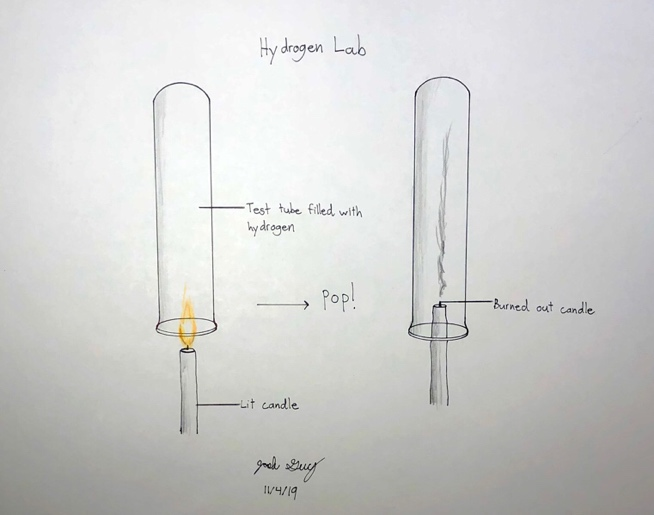 Hydrogen Lab
Test tube filled with
hydrogen
Pop!
Burned out candle
Lit candle
11/4/19